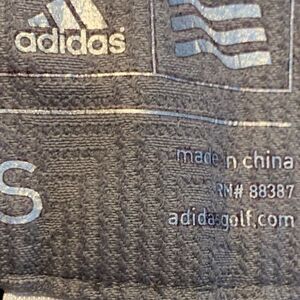 adidas
S
made in china
RN# 88387
adidasgolf.com